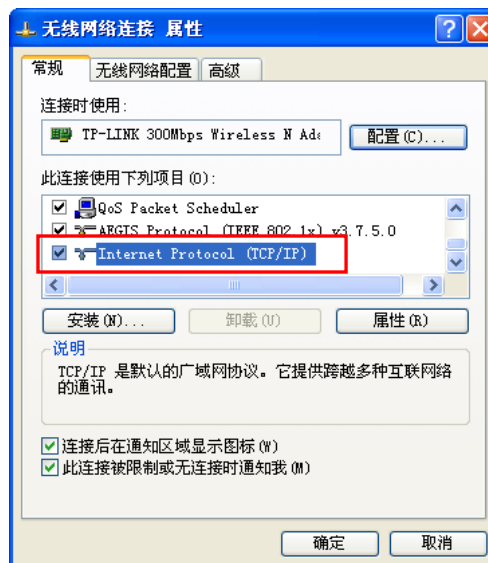 无线网络连接 属性
常规 无线网络配置 高级
连接时使用:
TP-LINK 300Mbps Wireless N Ada
配置(C)...
此连接使用下列项目(O):
QoS Packet Scheduler
AEGIS Protocol (IEEE 802.1x) v3.7.5.0
Internet Protocol (TCP/IP)
安装(N)... 卸载(U) 属性(R)
说明
TCP/IP 是默认的广域网协议。它提供跨越多种互联网络
的通讯。
连接后在通知区域显示图标(W)
此连接被限制或无连接时通知我(M)
确定 取消